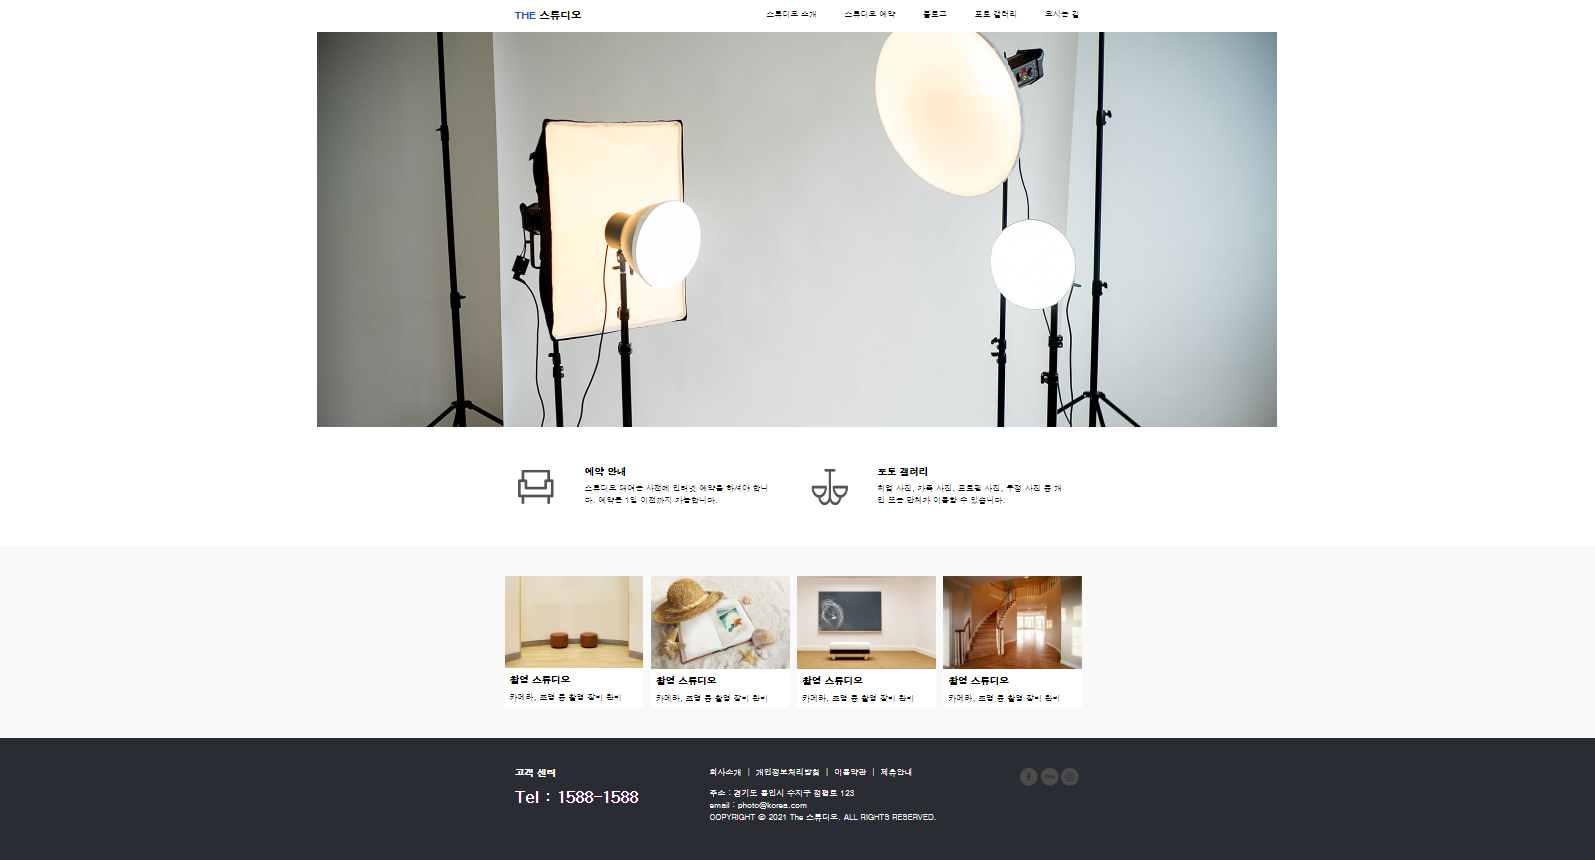 THE 스튜디오
스튜디오 소개 스튜디오 예약 블로그 포토 갤러리 오시는 길
예약 안내
스튜디오 대여는 사전에 인터넷 예약을 하셔야 합니
다. 예약은 1일 이전까지 가능합니다.
포토 갤러리
취업 사진, 가족 사진, 프로필 사진, 우정 사진 등 개
인 또는 단체가 이용할 수 있습니다.
촬영 스튜디오
카메라, 조명 등 촬영 장비 완비
촬영 스튜디오
카메라, 조명 등 촬영 장비 완비
촬영 스튜디오
카메라, 조명 등 촬영 장비 완비
촬영 스튜디오
카메라, 조명 등 촬영 장비 완비
고객 센터
Tel : 1588-1588
회사소개 | 개인정보처리방침 | 이용약관 | 제휴안내
주소 : 경기도 용인시 수지구 정평로 123
email : photo@korea.com
COPYRIGHT © 2021 The 스튜디오. ALL RIGHTS RESERVED.